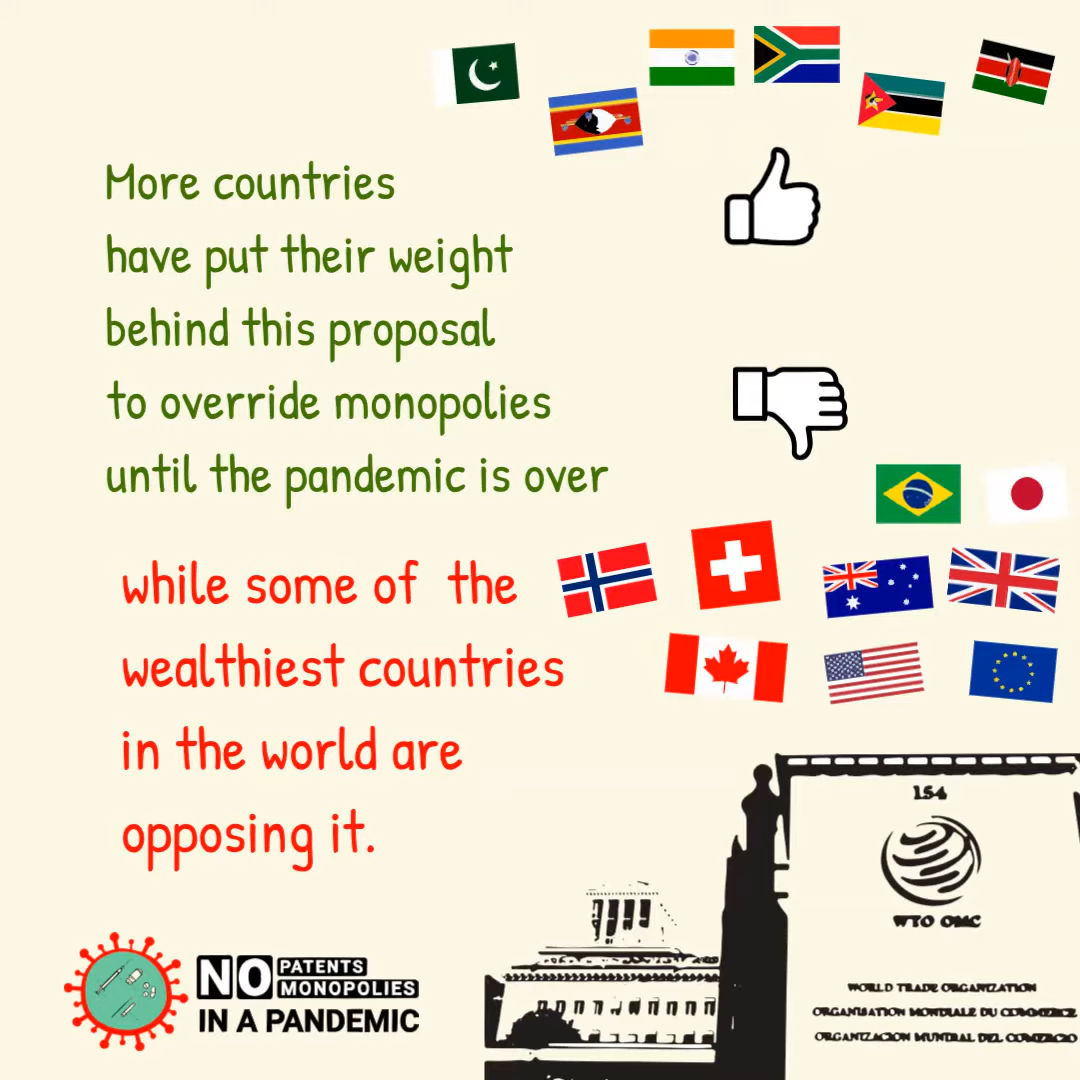 More countries
have put their weight
behind this proposal
to override monopolies
until the pandemic is over
while some of the
wealthiest countries
in the world are
opposing it.
154
WTO OMC
WORLD TRADE ORGANIZATION
ORGANISATION MONDIALE DU COMMERCE
ORGANIZACION MUNDIAL DEL COMERCIO
NO PATENTS
MONOPOLIES
IN A PANDEMIC